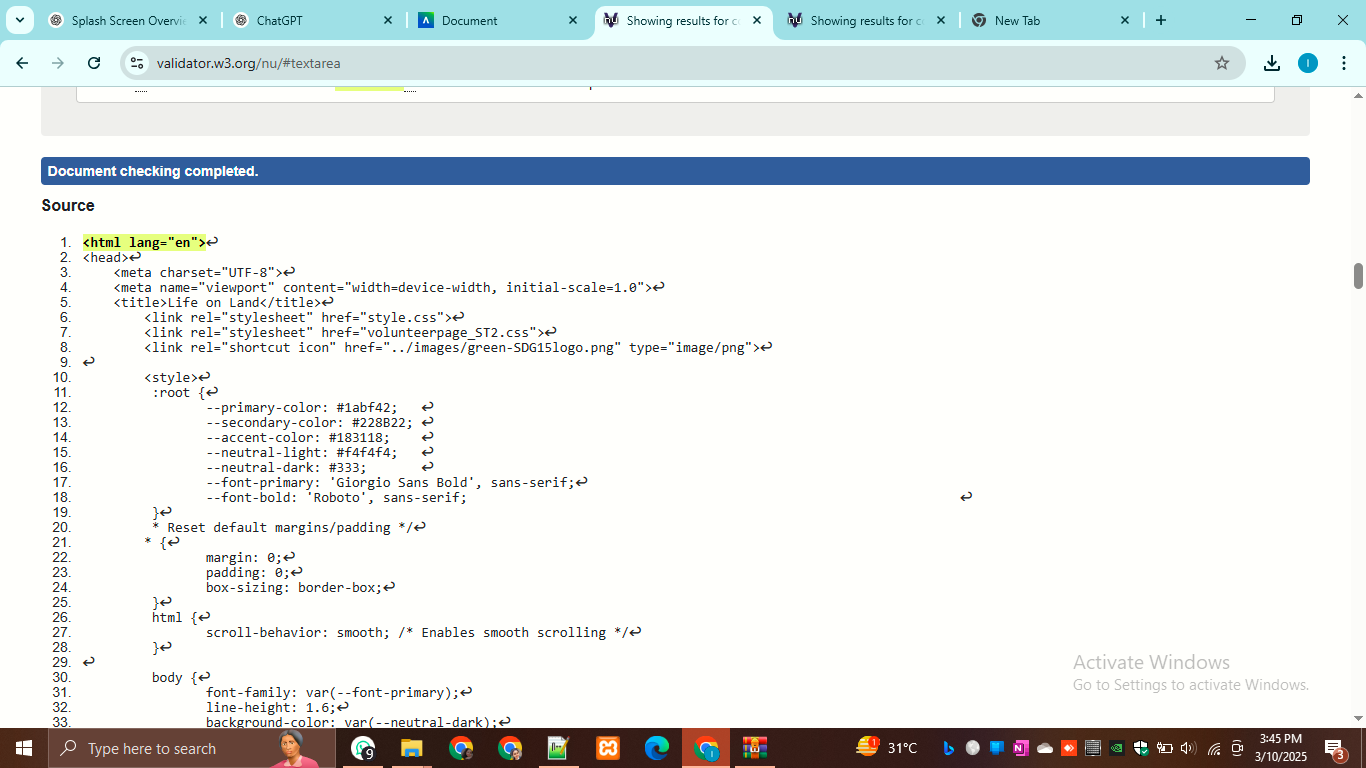 Splash Screen Overvi
ChatGPT
Document
Showing results for c
Showing results for c
New Tab
validator.w3.org/nu/#textarea
Document checking completed.
Source
1. <html lang="en">↩
2. <head>↩
3. <meta charset="UTF-8">↩
4. <meta name="viewport" content="width=device-width, initial-scale=1.0">↩
5. <title>Life on Land</title>↩
6. <link rel="stylesheet" href="style.css">↩
7. <link rel="stylesheet" href="volunteerpage_ST2.css">↩
8. <link rel="shortcut icon" href="../images/green-SDG15logo.png" type="image/png">↩
9. ↩
10. <style>↩
11. :root {↩
12. --primary-color: #1abf42; ↩
13. --secondary-color: #228B22; ↩
14. --accent-color: #183118; ↩
15. --neutral-light: #f4f4f4; ↩
16. --neutral-dark: #333; ↩
17. --font-primary: 'Giorgio Sans Bold', sans-serif;↩
18. --font-bold: 'Roboto', sans-serif; ↩
19. }↩
20. * Reset default margins/padding */↩
21. * {↩
22. margin: 0;↩
23. padding: 0;↩
24. box-sizing: border-box;↩
25. }↩
26. html {↩
27. scroll-behavior: smooth; /* Enables smooth scrolling */↩
28. }↩
29. ↩
30. body {↩
31. font-family: var(--font-primary);↩
32. line-height: 1.6;↩
33. background-color: var(--neutral-dark);↩
Activate Windows
Go to Settings to activate Windows.
Type here to search
9
1
31°C
3:45 PM
3/10/2025
3